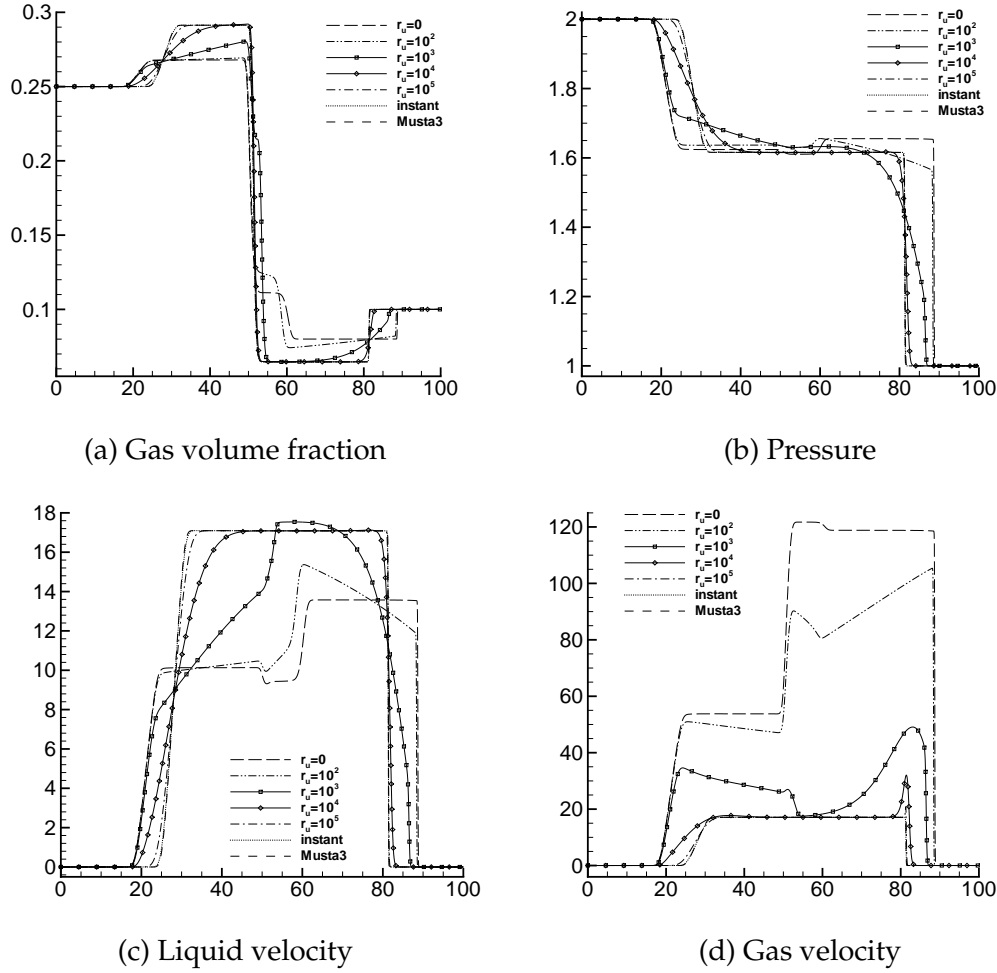 0.3
0.25
0.2
0.15
0.1
0 20 40 60 80 100
r_u=0
r_u=10^2
r_u=10^3
r_u=10^4
r_u=10^5
instant
Musta3
(a) Gas volume fraction
2
1.8
1.6
1.4
1.2
1
0 20 40 60 80 100
r_u=0
r_u=10^2
r_u=10^3
r_u=10^4
r_u=10^5
instant
Musta3
(b) Pressure
18
16
14
12
10
8
6
4
2
0
0 20 40 60 80 100
r_u=0
r_u=10^2
r_u=10^3
r_u=10^4
r_u=10^5
instant
Musta3
(c) Liquid velocity
120
100
80
60
40
20
0
0 20 40 60 80 100
r_u=0
r_u=10^2
r_u=10^3
r_u=10^4
r_u=10^5
instant
Musta3
(d) Gas velocity